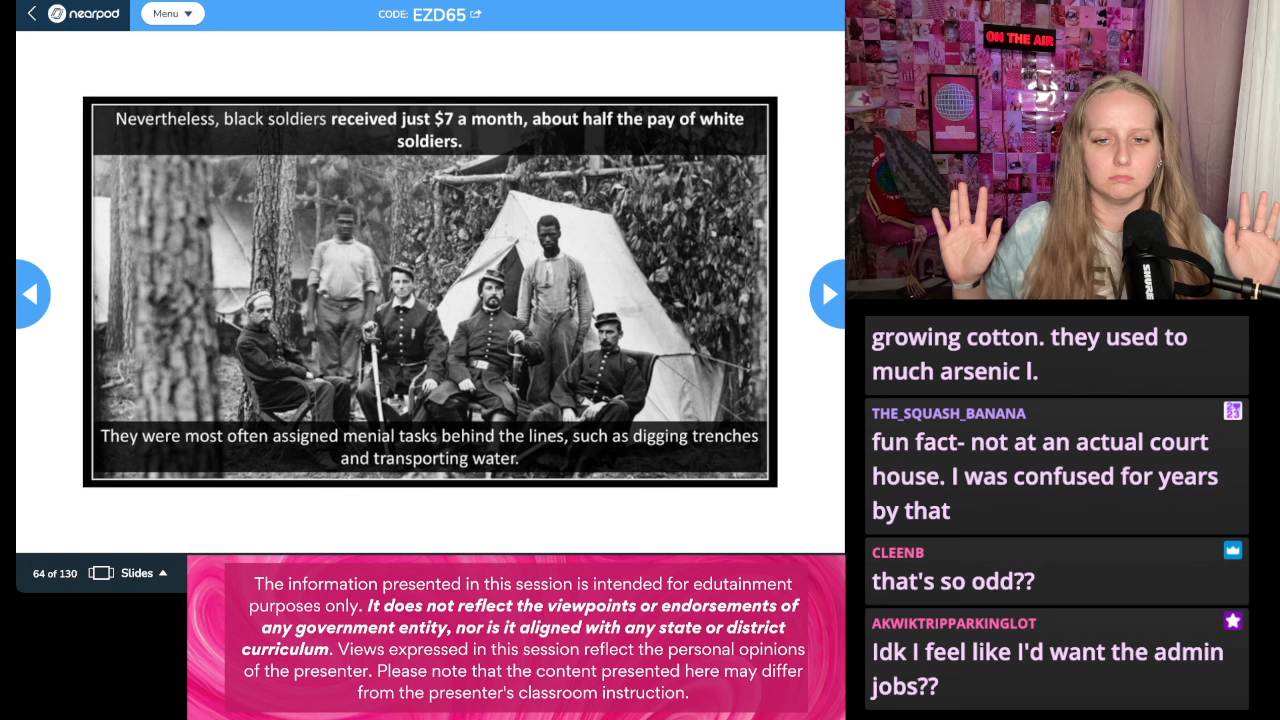 nearpod
Menu
CODE: EZD65
Nevertheless, black soldiers received just $7 a month, about half the pay of white
soldiers.
They were most often assigned menial tasks behind the lines, such as digging trenches
and transporting water.
64 of 130
Slides
The information presented in this session is intended for edutainment
purposes only. It does not reflect the viewpoints or endorsements of
any government entity, nor is it aligned with any state or district
curriculum. Views expressed in this session reflect the personal opinions
of the presenter. Please note that the content presented here may differ
from the presenter's classroom instruction.
ON THE AIR
SHURE
growing cotton. they used to
much arsenic l.
THE_SQUASH_BANANA
fun fact- not at an actual court
house. I was confused for years
by that
CLEENB
that's so odd??
AKWIKTRIPPARKINGLOT
Idk I feel like I'd want the admin
jobs??